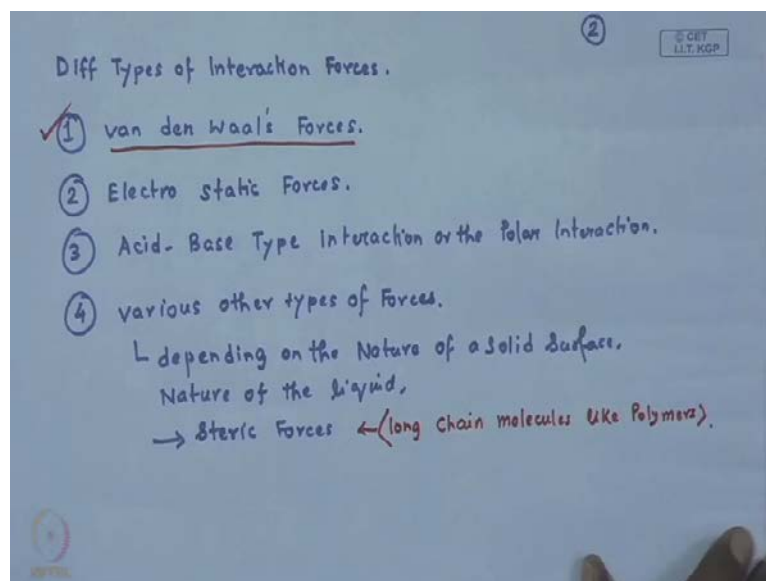 ②
© CET
I.I.T. KGP
Diff Types of Interaction Forces.
① van den Waal's Forces.
② Electro static Forces.
③ Acid-Base Type Interaction or the Polar Interaction.
④ various other types of Forces.
depending on the Nature of a Solid Surface,
Nature of the liquid,
→ Steric Forces ← (long chain molecules like Polymers).
NPTEL